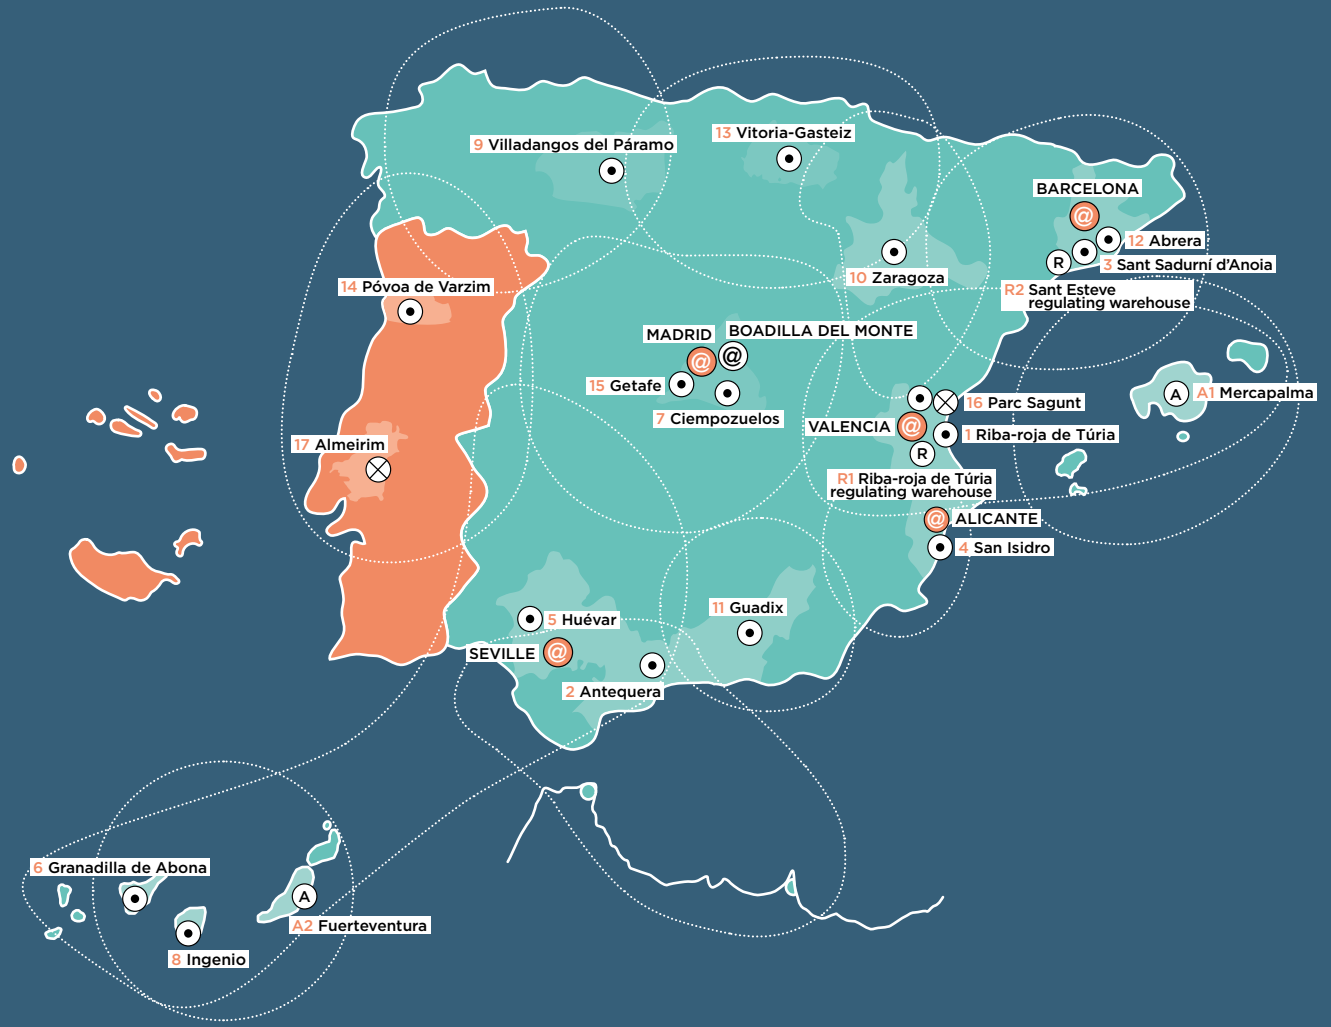 13 Vitoria-Gasteiz
9 Villadangos del Páramo
BARCELONA
@
12 Abrera
R
3 Sant Sadurní d'Anoia
10 Zaragoza
14 Póvoa de Varzim
R2 Sant Esteve
regulating warehouse
MADRID
BOADILLA DEL MONTE
@
@
15 Getafe
7 Ciempozuelos
A
A1 Mercapalma
16 Parc Sagunt
VALENCIA
@
1 Riba-roja de Túria
R
17 Almeirim
R1 Riba-roja de Túria
regulating warehouse
@
ALICANTE
4 San Isidro
11 Guadix
5 Huévar
SEVILLE
@
2 Antequera
6 Granadilla de Abona
A
A2 Fuerteventura
8 Ingenio